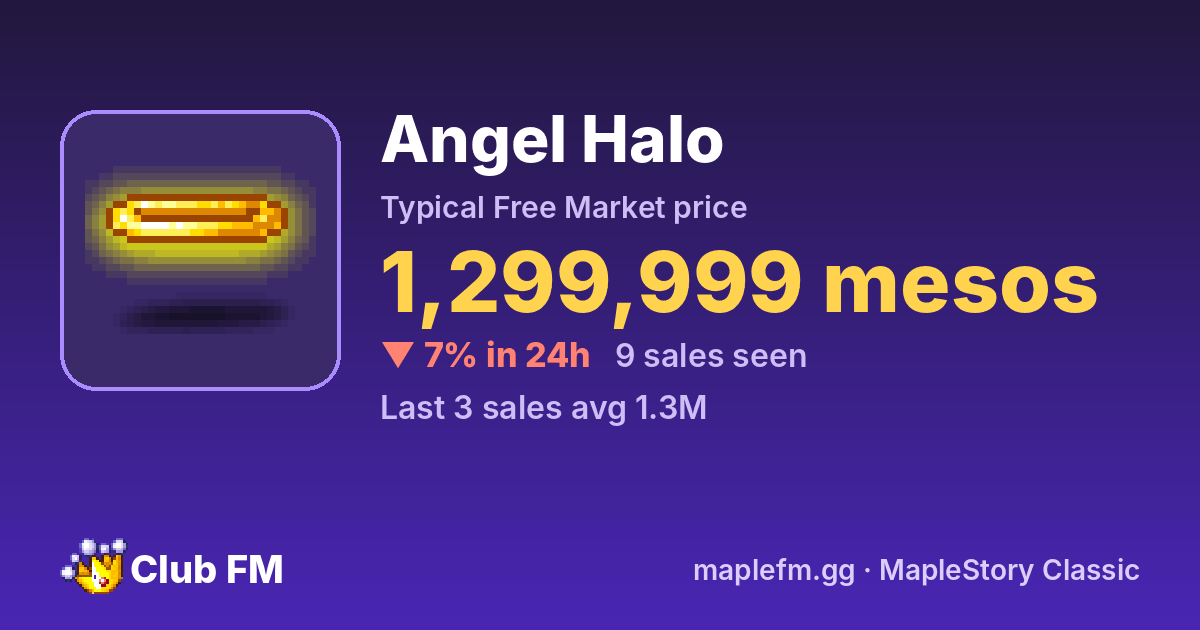 Angel Halo
Typical Free Market price
1,299,999 mesos
▼ 7% in 24h 9 sales seen
Last 3 sales avg 1.3M
Club FM
maplefm.gg · MapleStory Classic